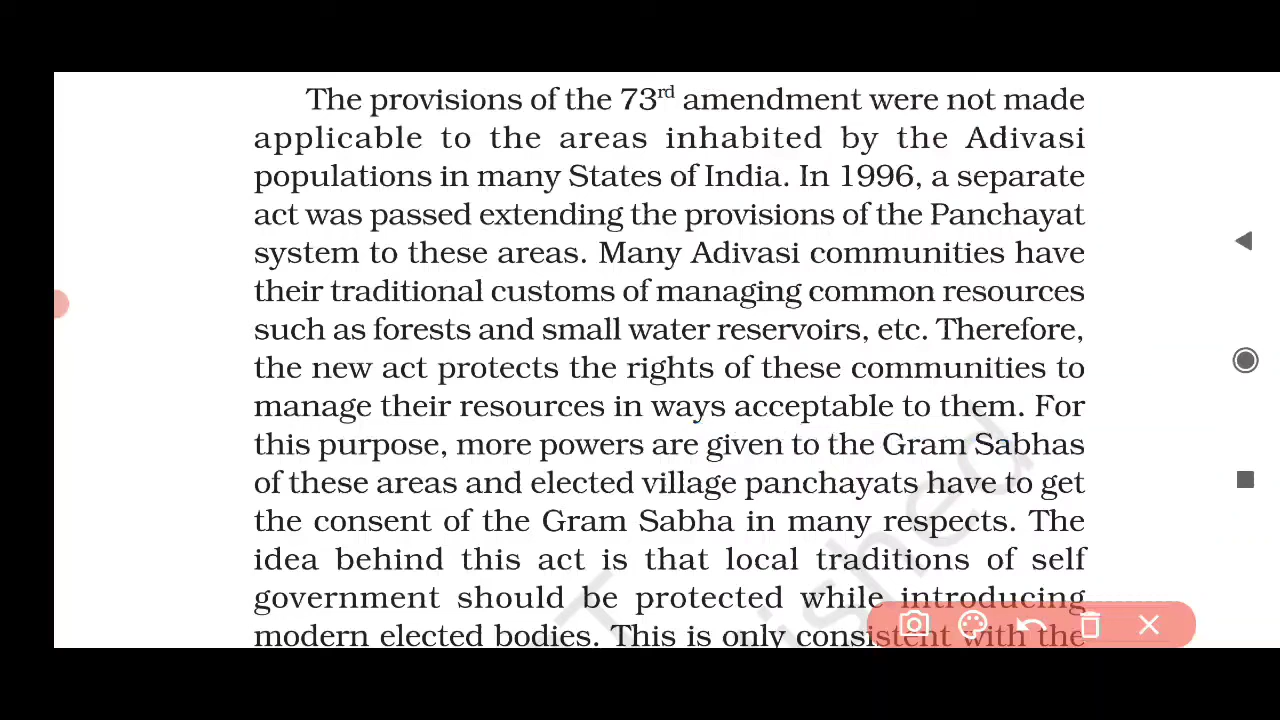 The provisions of the 73rd amendment were not made
applicable to the areas inhabited by the Adivasi
populations in many States of India. In 1996, a separate
act was passed extending the provisions of the Panchayat
system to these areas. Many Adivasi communities have
their traditional customs of managing common resources
such as forests and small water reservoirs, etc. Therefore,
the new act protects the rights of these communities to
manage their resources in ways acceptable to them. For
this purpose, more powers are given to the Gram Sabhas
of these areas and elected village panchayats have to get
the consent of the Gram Sabha in many respects. The
idea behind this act is that local traditions of self
government should be protected while introducing
modern elected bodies. This is only consistent with the